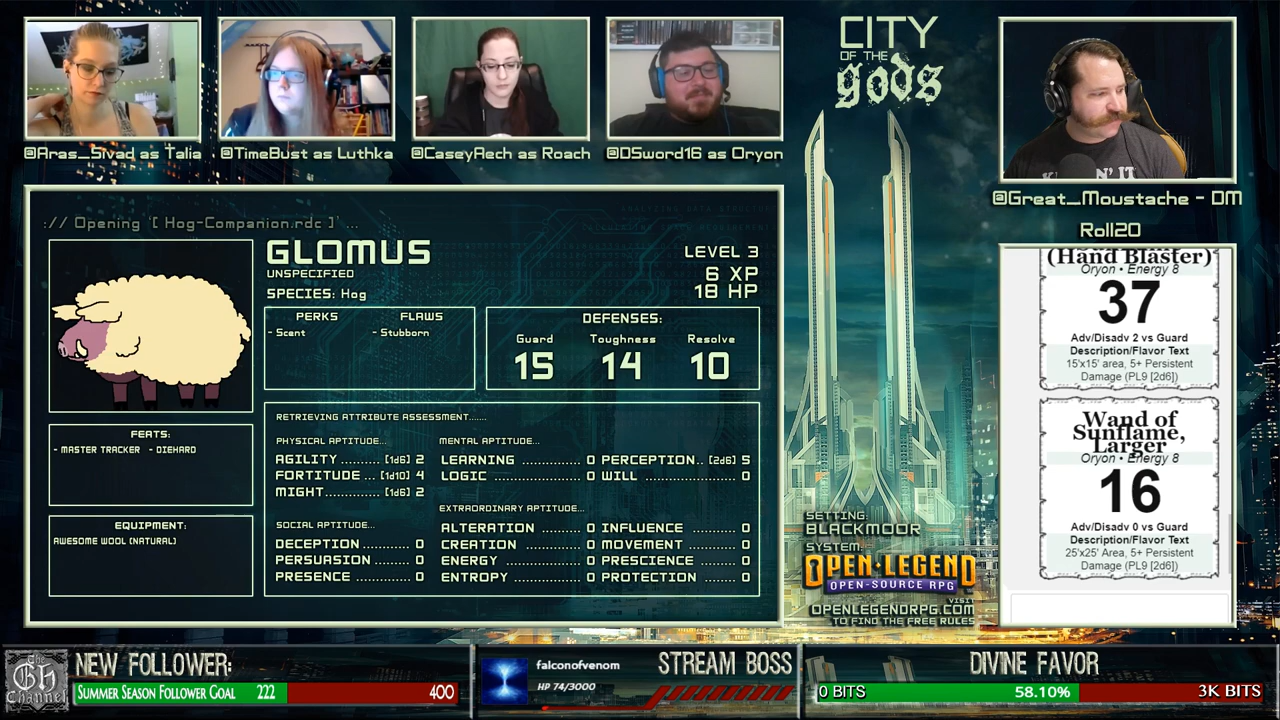 @Aras_Sivad as Talia
@TimeBust as Luthka
@CaseyAech as Roach
@DSword16 as Oryon
CITY
OF THE
gods
N' IT
@Great_Moustache - DM
Roll20
:// Opening '[ Hog-Companion.rdc ]' ...
GLOMUS
UNSPECIFIED
SPECIES: Hog
LEVEL 3
6 XP
18 HP
PERKS
- Scent
FLAWS
- Stubborn
DEFENSES:
Guard
15
Toughness
14
Resolve
10
FEATS:
- MASTER TRACKER - DIEHARD
EQUIPMENT:
AWESOME WOOL [NATURAL]
RETRIEVING ATTRIBUTE ASSESSMENT......
PHYSICAL APTITUDE...
AGILITY ......... [1d6] 2
FORTITUDE ... [1d10] 4
MIGHT........... [1d6] 2
SOCIAL APTITUDE...
DECEPTION ........... 0
PERSUASION .......... 0
PRESENCE ............ 0
MENTAL APTITUDE...
LEARNING ............ 0 PERCEPTION.. [2d6] 5
LOGIC ................. 0 WILL ................. 0
EXTRAORDINARY APTITUDE...
ALTERATION ........ 0 INFLUENCE ........ 0
CREATION ........... 0 MOVEMENT ........ 0
ENERGY .............. 0 PRESCIENCE ....... 0
ENTROPY ............ 0 PROTECTION ....... 0
SETTING:
BLACKMOOR
SYSTEM:
OPEN LEGEND
OPEN-SOURCE RPG
VISIT
OPENLEGENDRPG.COM
TO FIND THE FREE RULES
(Hand Blaster)
Oryon • Energy 8
37
Adv/Disadv 2 vs Guard
Description/Flavor Text
15'x15' area, 5+ Persistent
Damage (PL9 [2d6])
Wand of
Sunflame,
Larger
Oryon • Energy 8
16
Adv/Disadv 0 vs Guard
Description/Flavor Text
25'x25' Area, 5+ Persistent
Damage (PL9 [2d6])
The
GH
Channel
NEW FOLLOWER:
SUMMER SEASON FOLLOWER GOAL 222 400
falconofvenom
HP 74/3000
STREAM BOSS
DIVINE FAVOR
0 BITS 58.10% 3K BITS